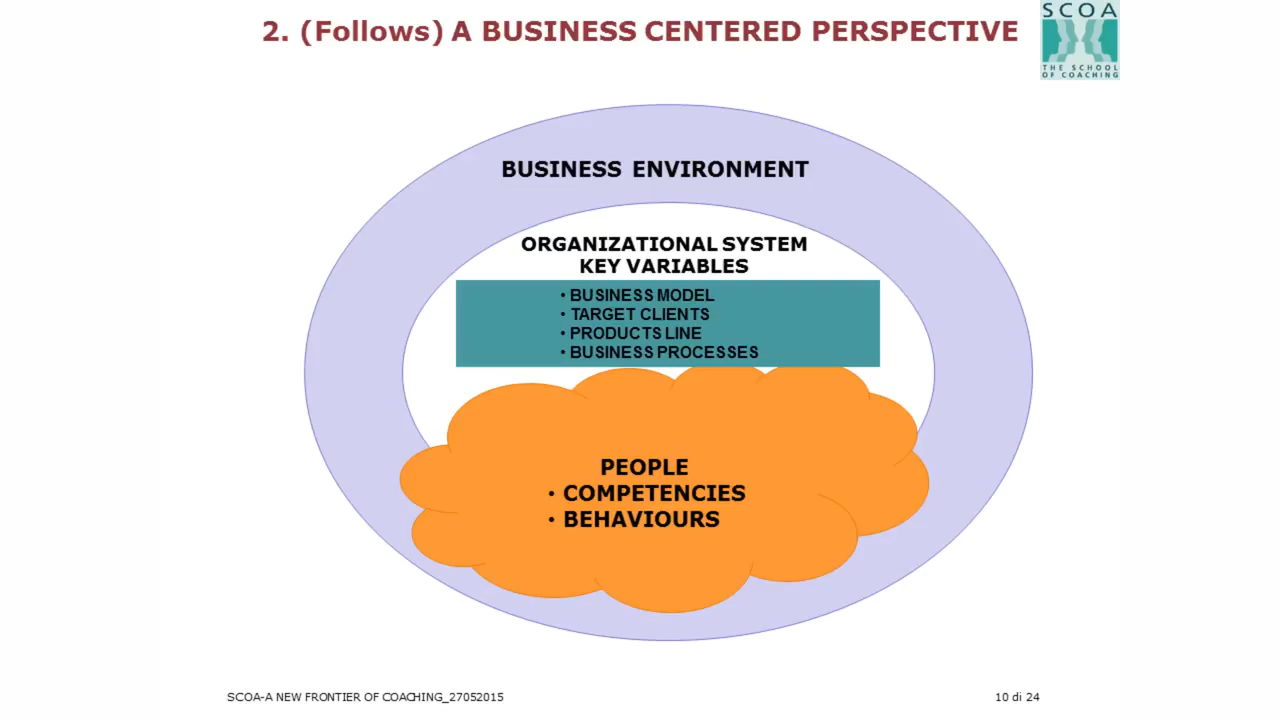 2. (Follows) A BUSINESS CENTERED PERSPECTIVE
SCOA
THE SCHOOL
OF COACHING
BUSINESS ENVIRONMENT
ORGANIZATIONAL SYSTEM
KEY VARIABLES
• BUSINESS MODEL
• TARGET CLIENTS
• PRODUCTS LINE
• BUSINESS PROCESSES
PEOPLE
• COMPETENCIES
• BEHAVIOURS
SCOA-A NEW FRONTIER OF COACHING_27052015
10 di 24